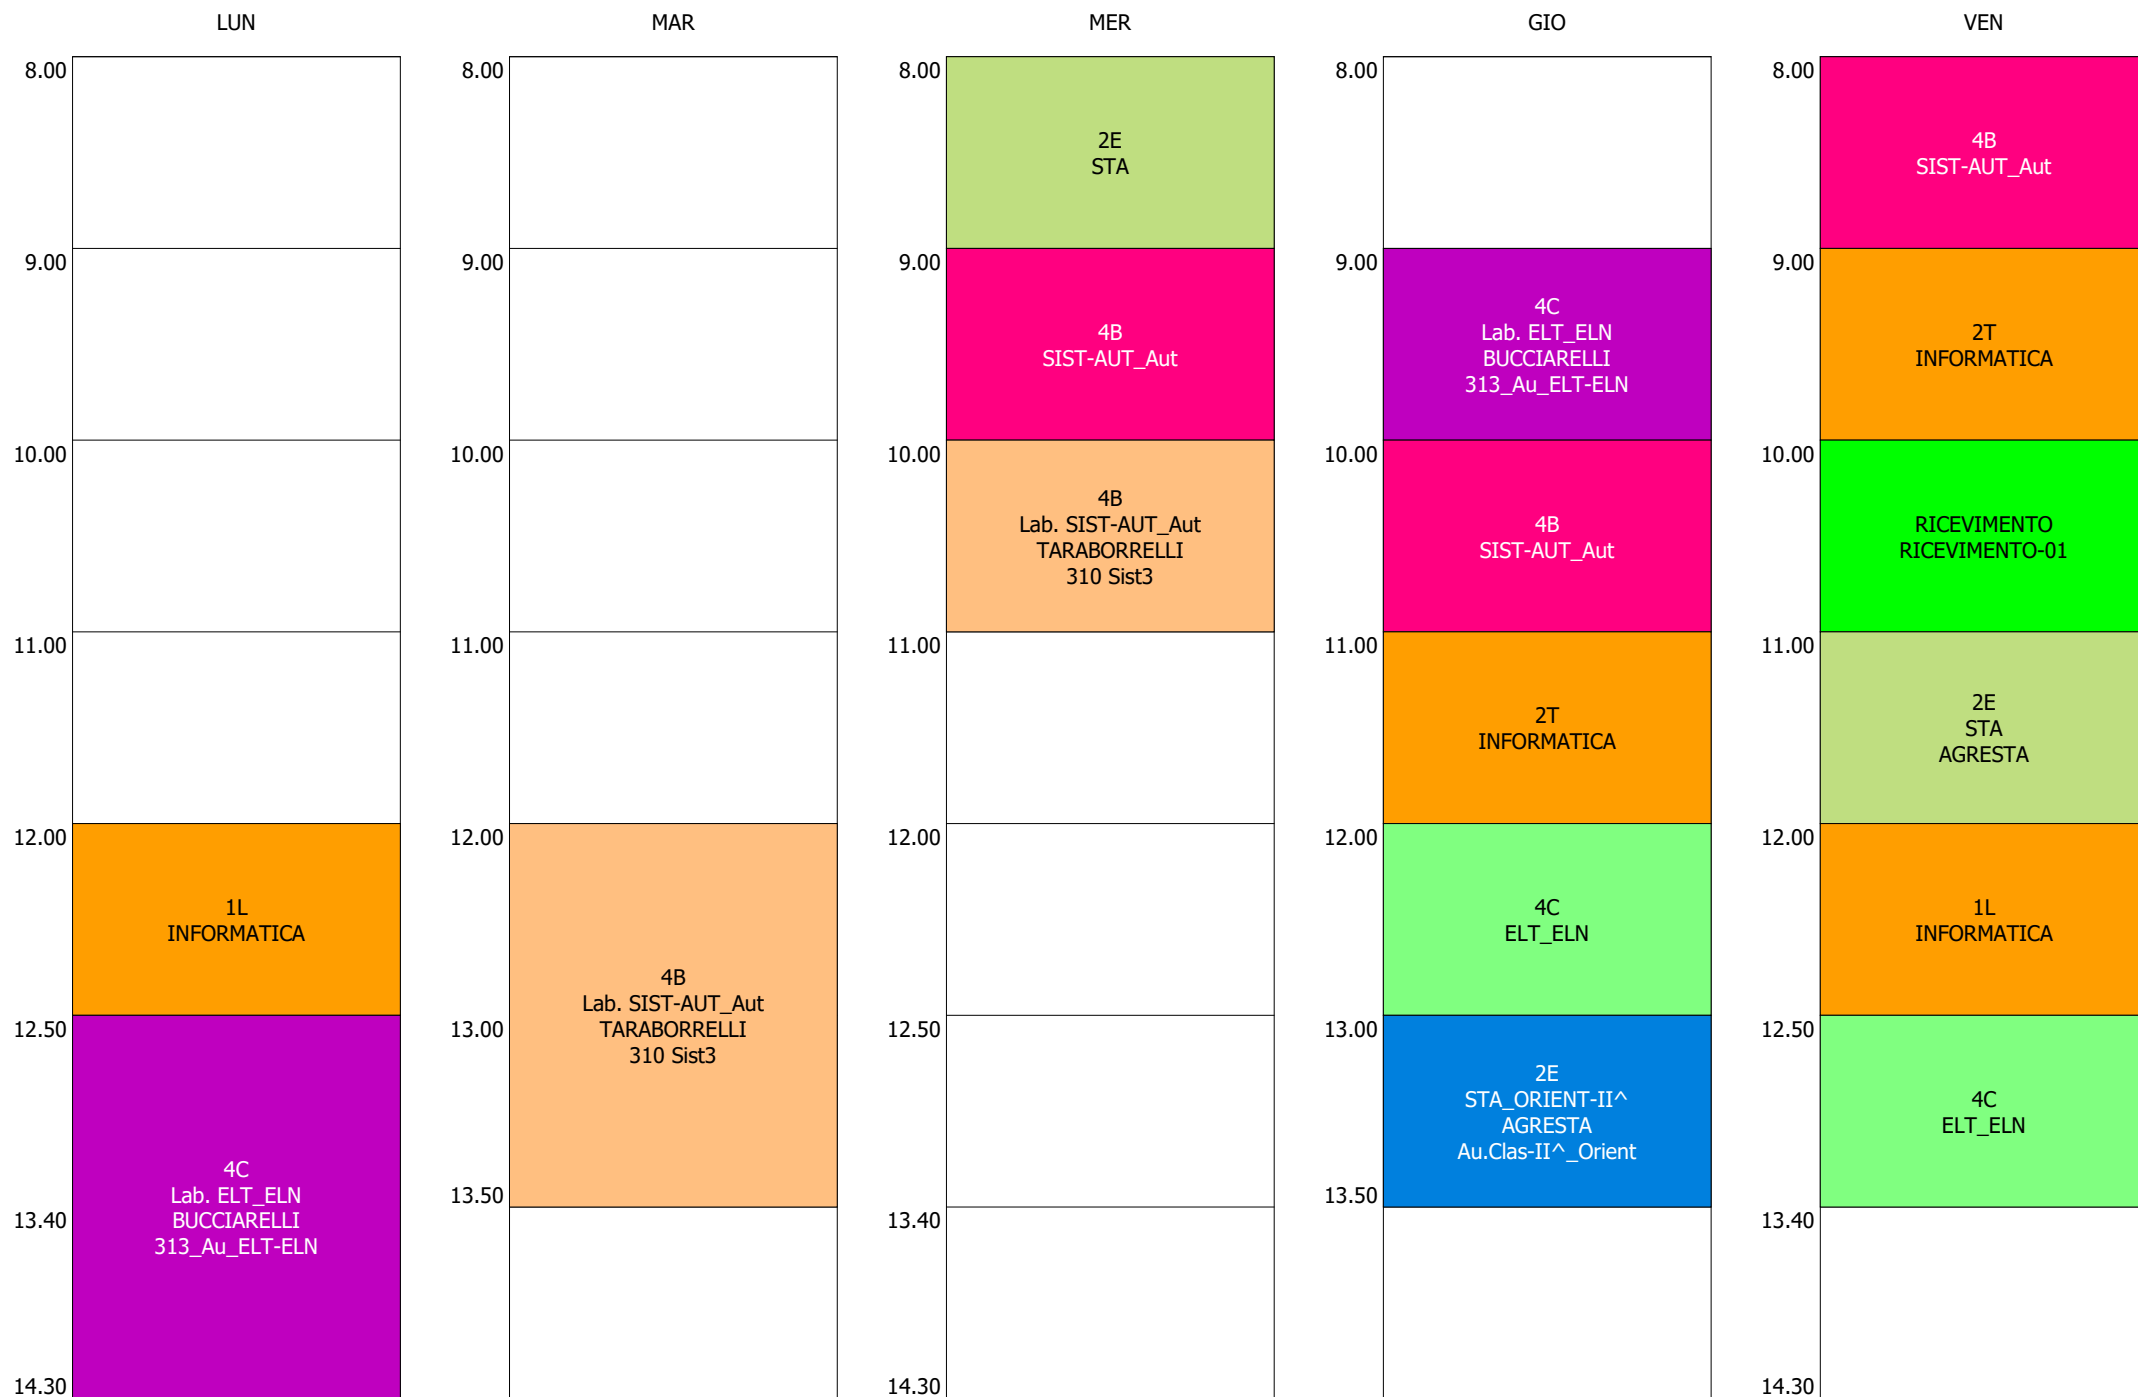 LUN
MAR
MER
GIO
VEN
8.00
9.00
10.00
11.00
12.00
1L
INFORMATICA
12.50
4C
Lab. ELT_ELN
BUCCIARELLI
313_Au_ELT-ELN
13.40
14.30
8.00
9.00
10.00
11.00
12.00
4B
Lab. SIST-AUT_Aut
TARABORRELLI
310 Sist3
13.00
13.50
8.00
2E
STA
9.00
4B
SIST-AUT_Aut
10.00
4B
Lab. SIST-AUT_Aut
TARABORRELLI
310 Sist3
11.00
12.00
12.50
13.40
14.30
8.00
9.00
4C
Lab. ELT_ELN
BUCCIARELLI
313_Au_ELT-ELN
10.00
4B
SIST-AUT_Aut
11.00
2T
INFORMATICA
12.00
4C
ELT_ELN
13.00
2E
STA_ORIENT-II^
AGRESTA
Au.Clas-II^_Orient
13.50
8.00
4B
SIST-AUT_Aut
9.00
2T
INFORMATICA
10.00
RICEVIMENTO
RICEVIMENTO-01
11.00
2E
STA
AGRESTA
12.00
1L
INFORMATICA
12.50
4C
ELT_ELN
13.40
14.30